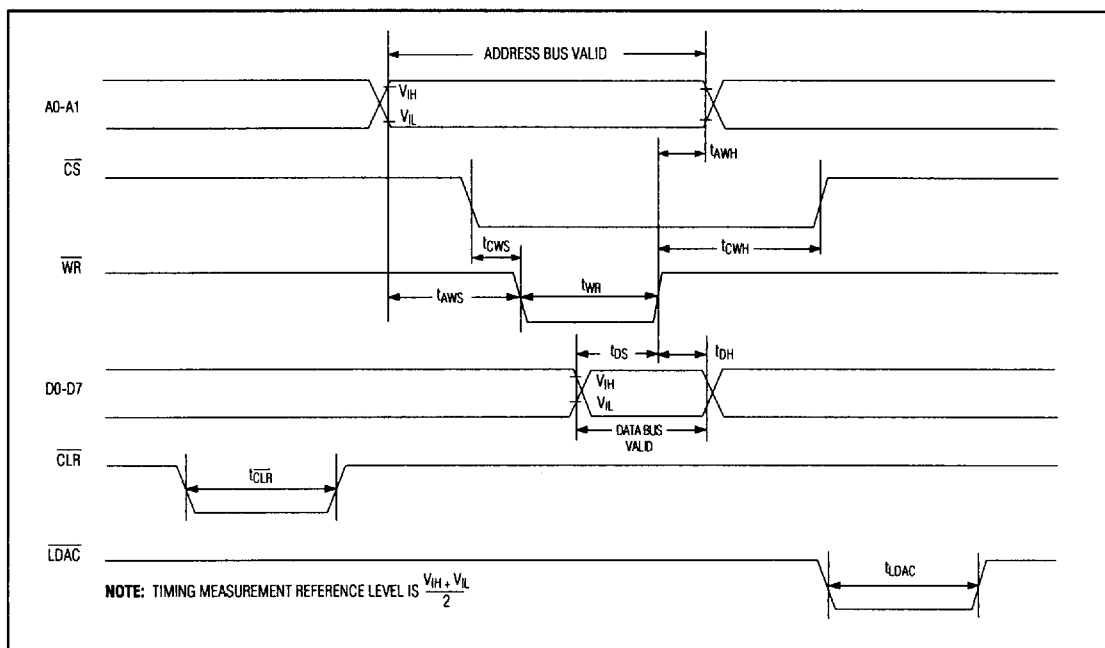 ADDRESS BUS VALID
A0-A1
VIH
VIL
tAWH
CS
tCWS
tCWH
WR
tAWS
tWR
tDS
tDH
D0-D7
VIH
VIL
DATA BUS
VALID
CLR
tCLR
LDAC
tLDAC
NOTE: TIMING MEASUREMENT REFERENCE LEVEL IS VIH + VIL
2